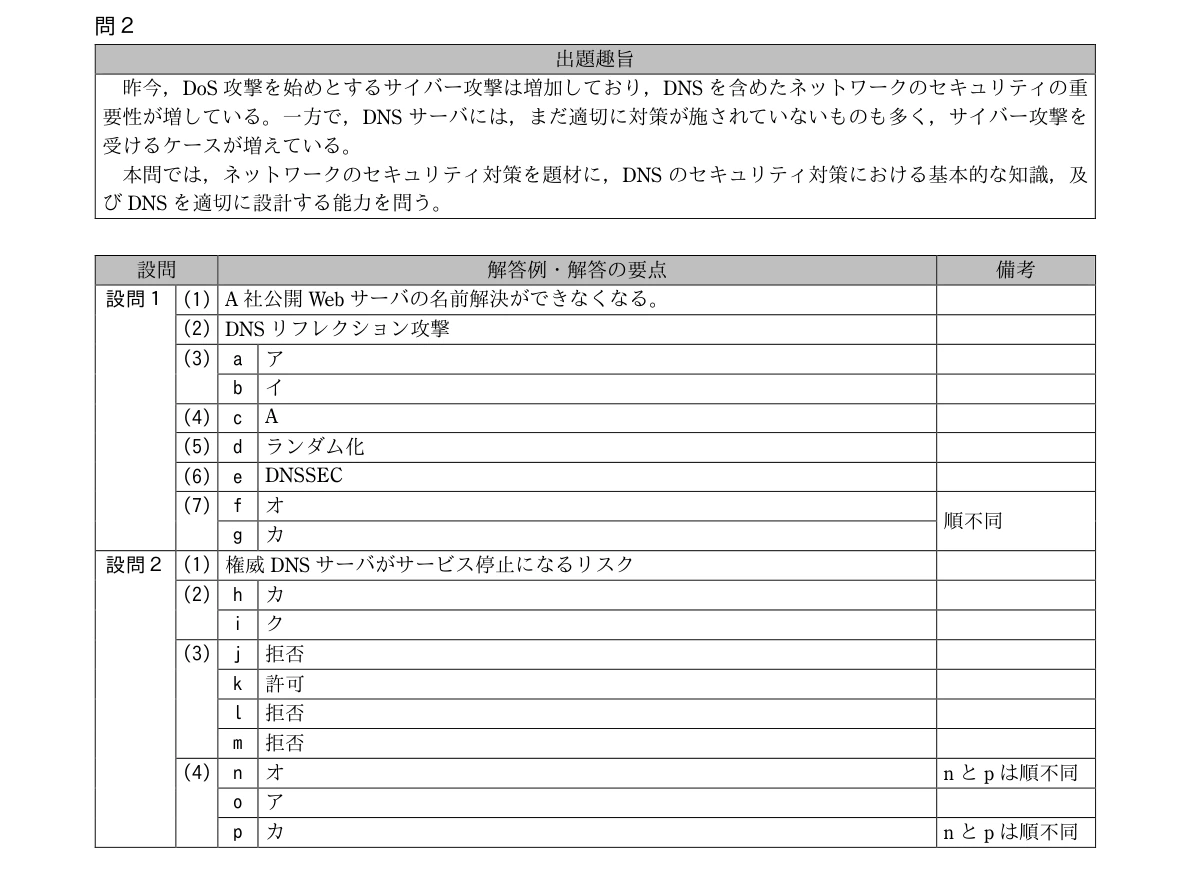 問2
出題趣旨
昨今，DoS 攻撃を始めとするサイバー攻撃は増加しており，DNS を含めたネットワークのセキュリティの重
要性が増している。一方で，DNS サーバには，まだ適切に対策が施されていないものも多く，サイバー攻撃を
受けるケースが増えている。
本問では，ネットワークのセキュリティ対策を題材に，DNS のセキュリティ対策における基本的な知識，及
び DNS を適切に設計する能力を問う。
設問 解答例・解答の要点 備考
設問1 (1) A 社公開 Web サーバの名前解決ができなくなる。
(2) DNS リフレクション攻撃
(3) a ア
b イ
(4) c A
(5) d ランダム化
(6) e DNSSEC
(7) f オ 順不同
g カ
設問2 (1) 権威 DNS サーバがサービス停止になるリスク
(2) h カ
i ク
(3) j 拒否
k 許可
l 拒否
m 拒否
(4) n オ n と p は順不同
o ア
p カ n と p は順不同